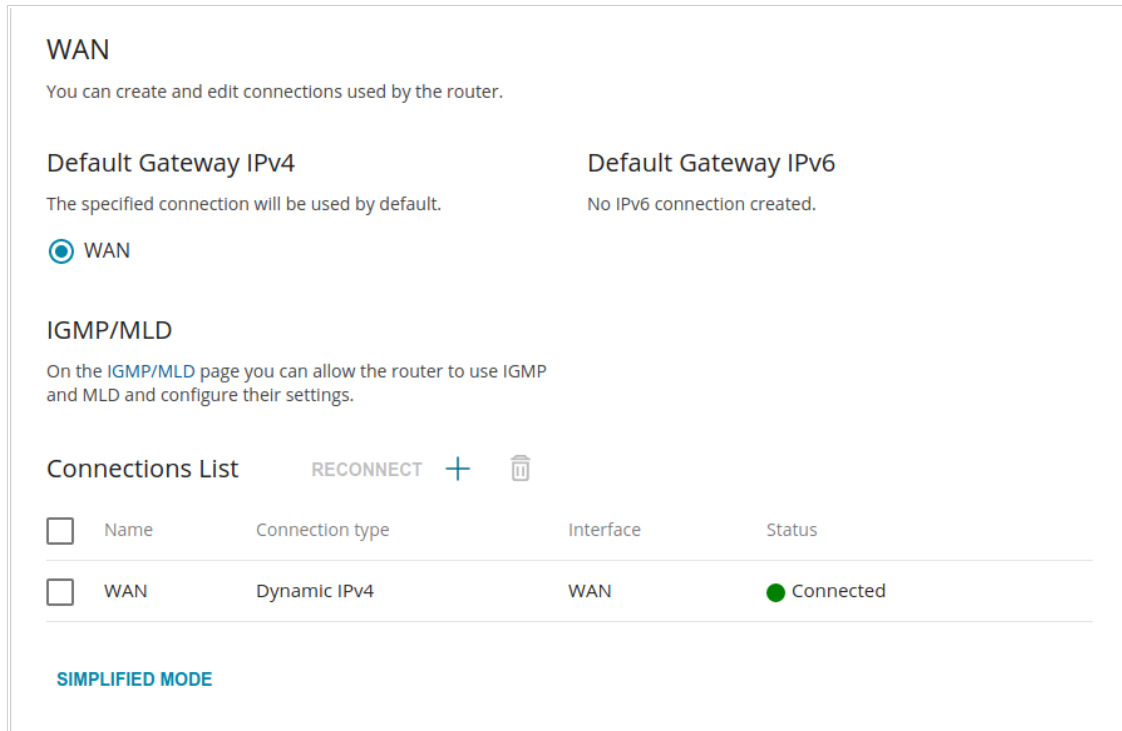 WAN
You can create and edit connections used by the router.
Default Gateway IPv4
The specified connection will be used by default.
WAN
Default Gateway IPv6
No IPv6 connection created.
IGMP/MLD
On the IGMP/MLD page you can allow the router to use IGMP
and MLD and configure their settings.
Connections List RECONNECT +
Name Connection type Interface Status
WAN Dynamic IPv4 WAN Connected
SIMPLIFIED MODE